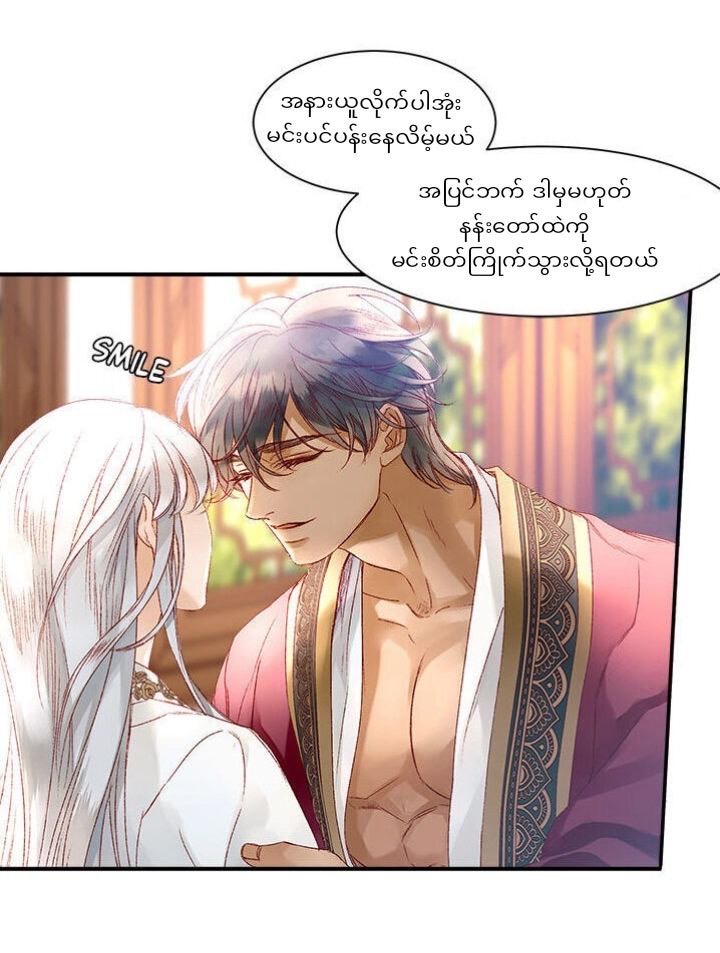 အနားယူလိုက်ပါအုံး
မင်းပင်ပန်းနေလိမ့်မယ်
အပြင်ဘက် ဒါမှမဟုတ်
နန်းတော်ထဲကို
မင်းစိတ်ကြိုက်သွားလို့ရတယ်
SMILE